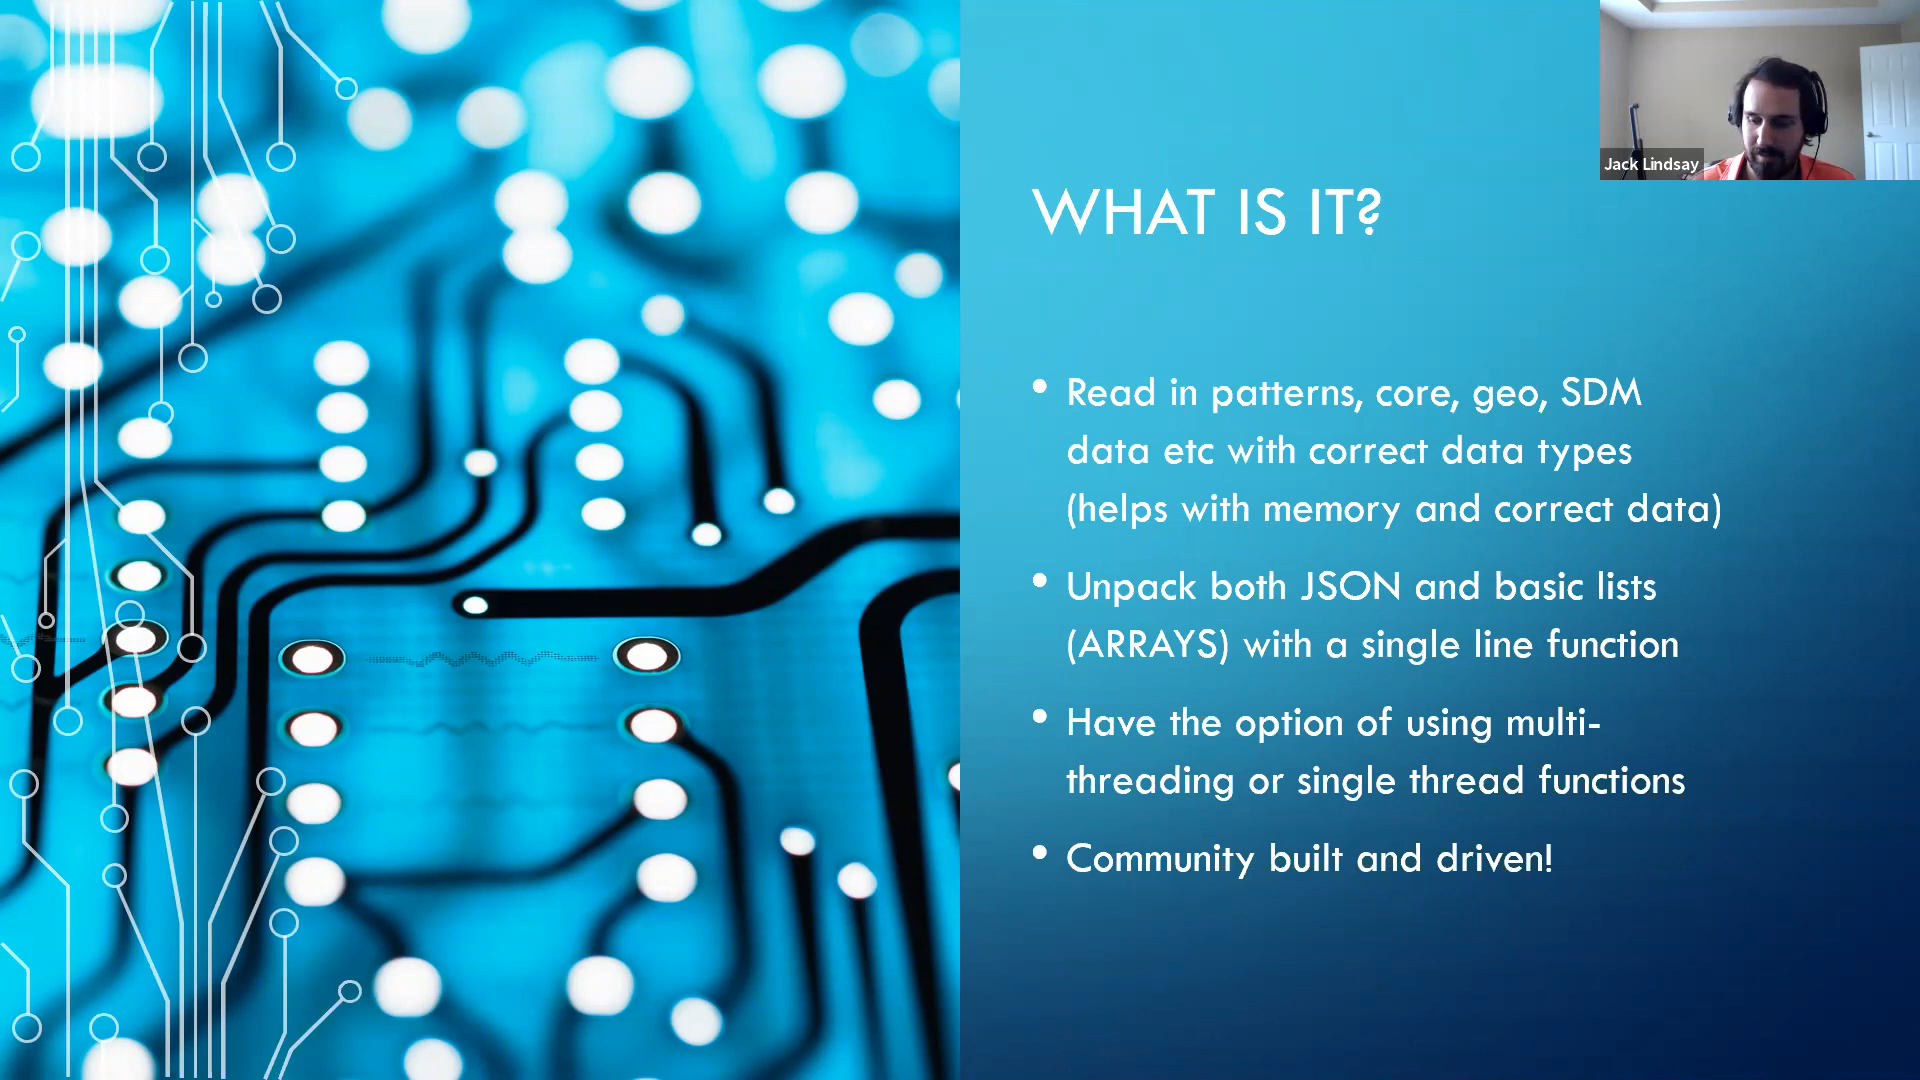 Jack Lindsay
WHAT IS IT?
• Read in patterns, core, geo, SDM
data etc with correct data types
(helps with memory and correct data)
• Unpack both JSON and basic lists
(ARRAYS) with a single line function
• Have the option of using multi-
threading or single thread functions
• Community built and driven!